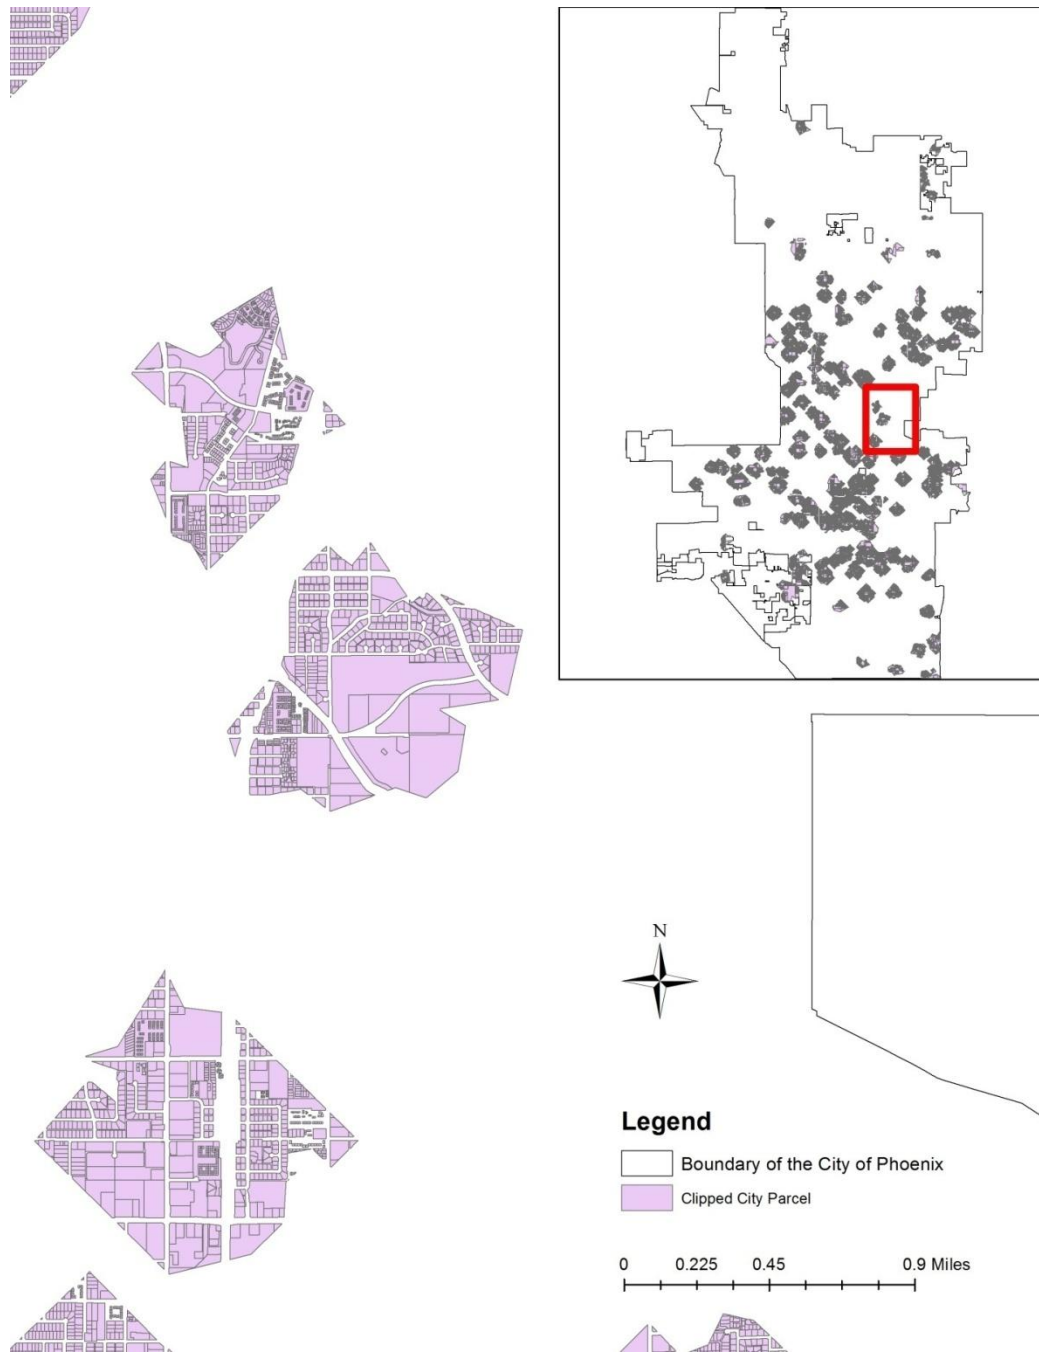 N
Legend
Boundary of the City of Phoenix
Clipped City Parcel
0 0.225 0.45 0.9 Miles